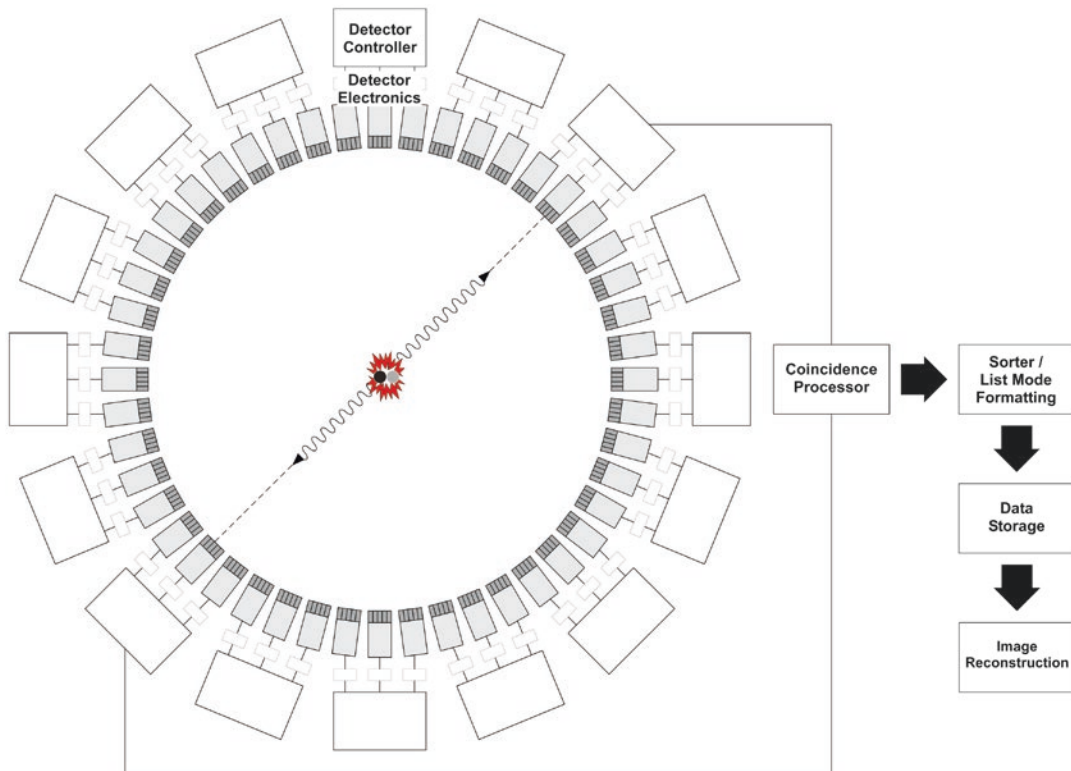 Detector
Controller
Detector
Electronics
Coincidence
Processor
Sorter /
List Mode
Formatting
Data
Storage
Image
Reconstruction